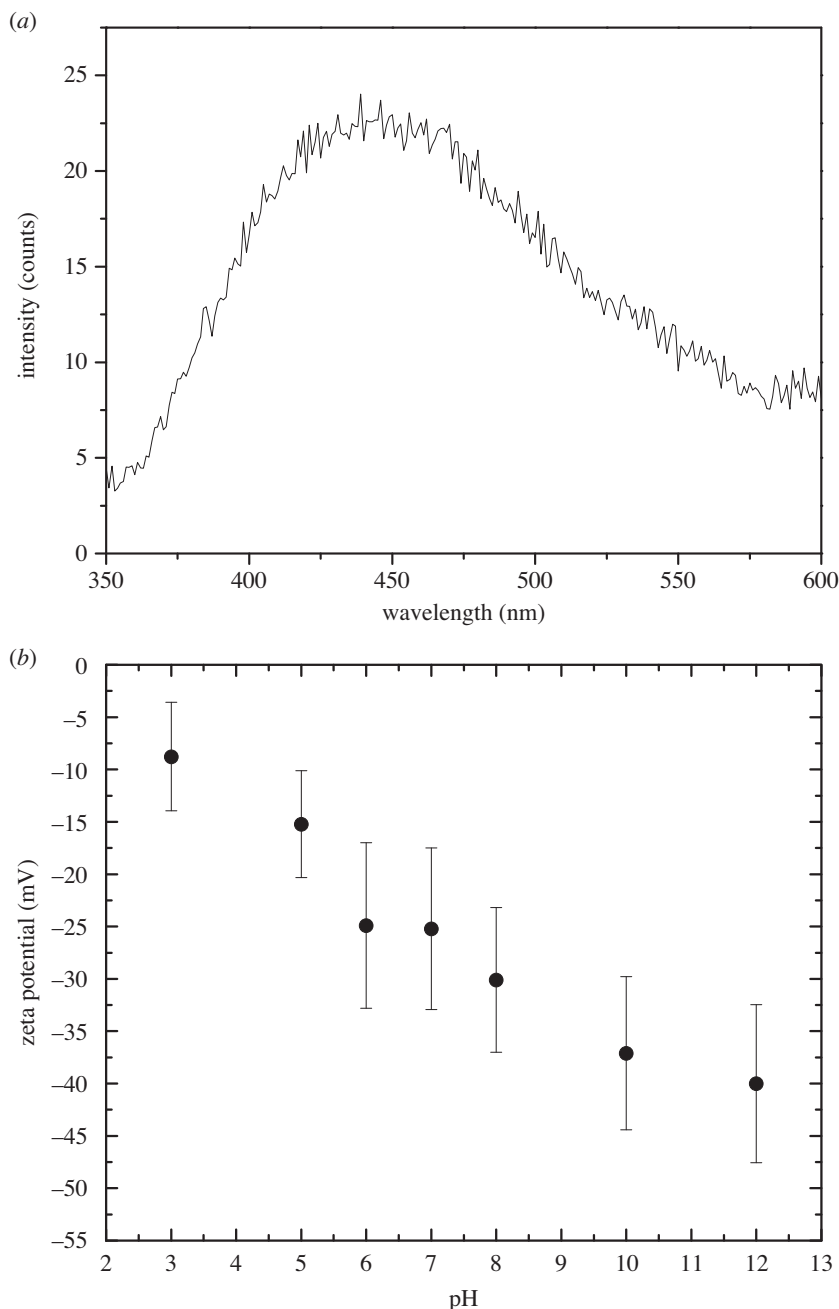 (a)
25
20
15
10
5
0
intensity (counts)
350 400 450 500 550 600
wavelength (nm)
(b)
0
–5
–10
–15
–20
–25
–30
–35
–40
–45
–50
–55
zeta potential (mV)
2 3 4 5 6 7 8 9 10 11 12 13
pH